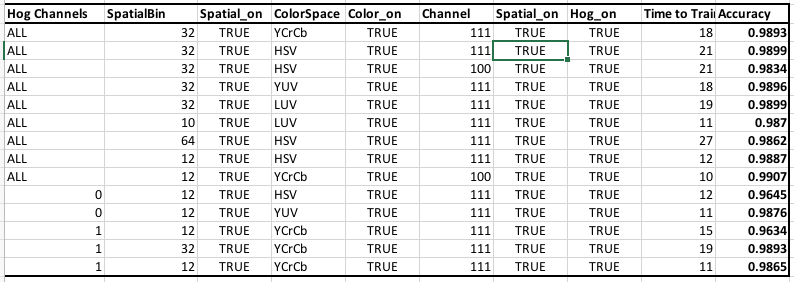 Hog Channels SpatialBin Spatial_on ColorSpace Color_on Channel Spatial_on Hog_on Time to Trai Accuracy
ALL 32 TRUE YCrCb TRUE 111 TRUE TRUE 18 0.9893
ALL 32 TRUE HSV TRUE 111 TRUE TRUE 21 0.9899
ALL 32 TRUE HSV TRUE 100 TRUE TRUE 21 0.9834
ALL 32 TRUE YUV TRUE 111 TRUE TRUE 18 0.9896
ALL 32 TRUE LUV TRUE 111 TRUE TRUE 19 0.9899
ALL 10 TRUE LUV TRUE 111 TRUE TRUE 11 0.987
ALL 64 TRUE HSV TRUE 111 TRUE TRUE 27 0.9862
ALL 12 TRUE HSV TRUE 111 TRUE TRUE 12 0.9887
ALL 12 TRUE YCrCb TRUE 100 TRUE TRUE 10 0.9907
0 12 TRUE HSV TRUE 111 TRUE TRUE 12 0.9645
0 12 TRUE YUV TRUE 111 TRUE TRUE 11 0.9876
1 12 TRUE YCrCb TRUE 111 TRUE TRUE 15 0.9634
1 32 TRUE YCrCb TRUE 111 TRUE TRUE 19 0.9893
1 12 TRUE YCrCb TRUE 111 TRUE TRUE 11 0.9865